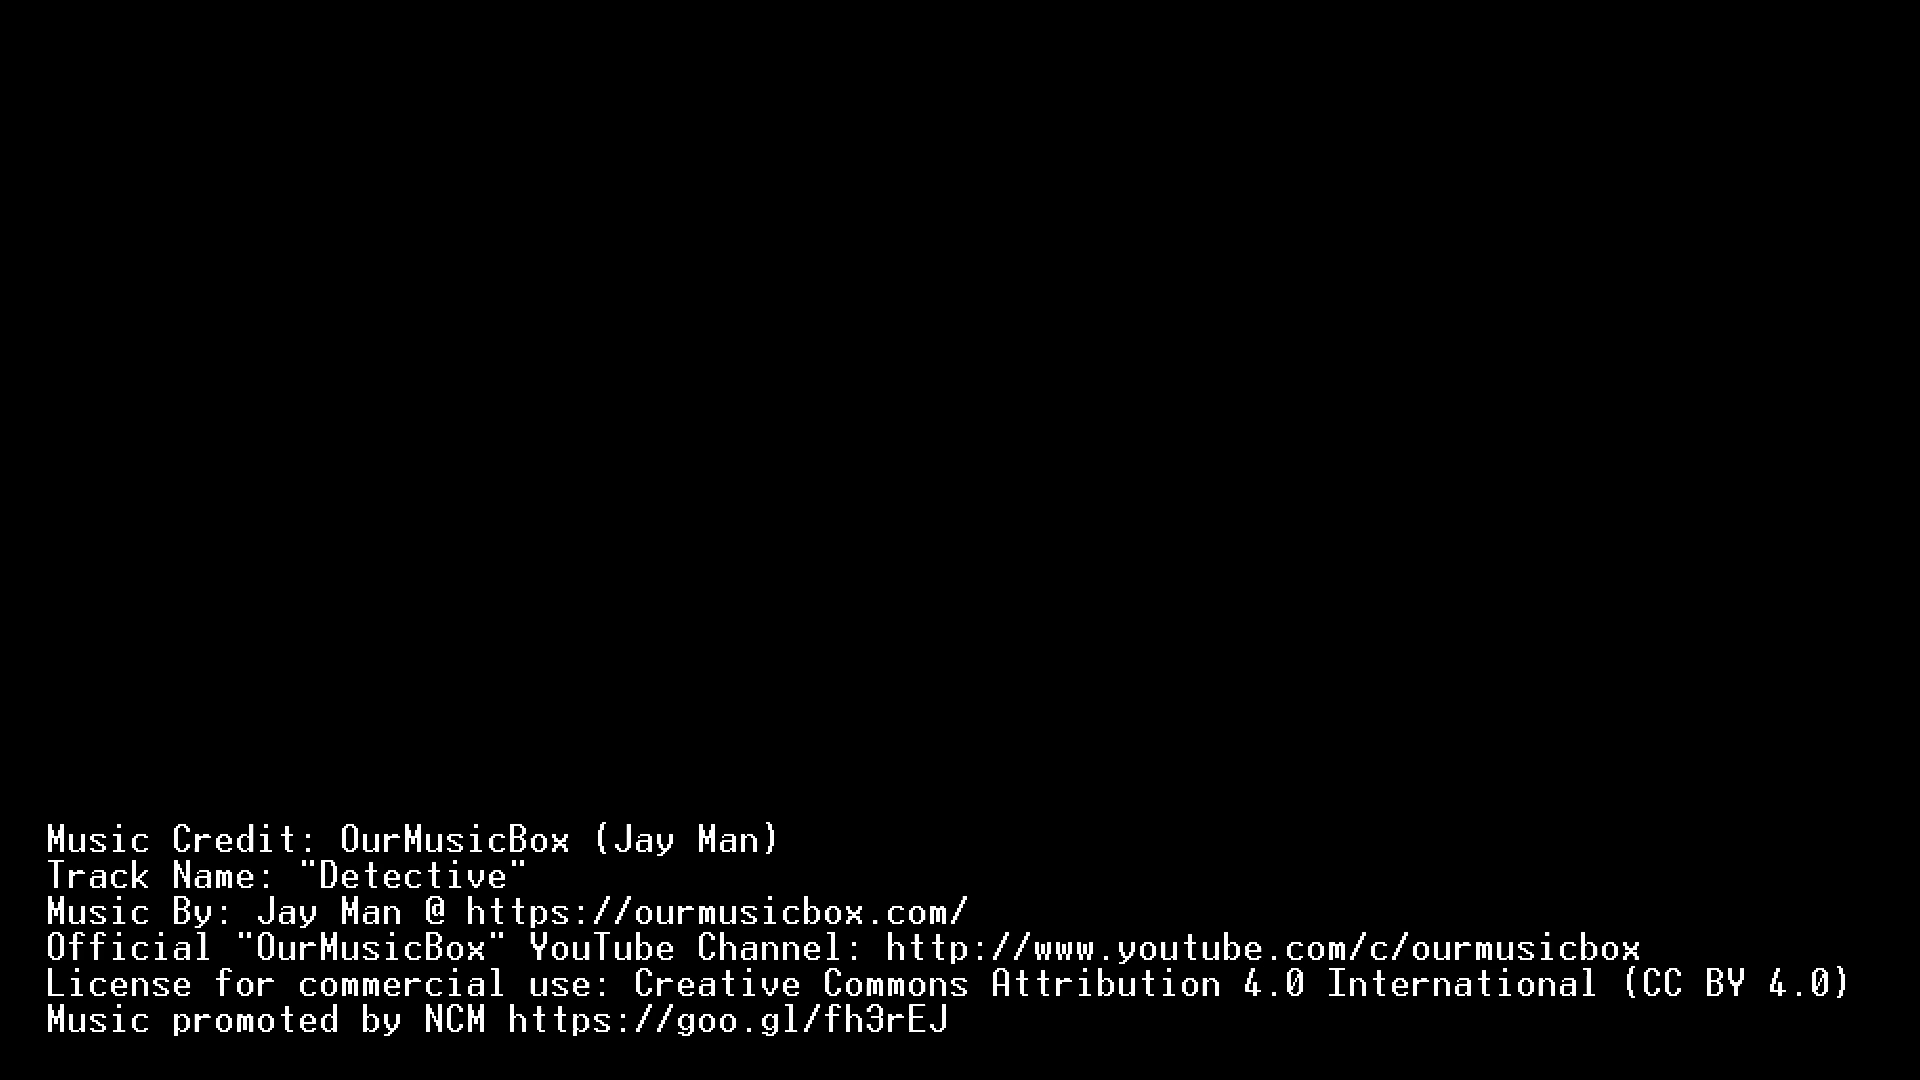 Music Credit: OurMusicBox (Jay Man)
Track Name: "Detective"
Music By: Jay Man @ https://ourmusicbox.com/
Official "OurMusicBox" YouTube Channel: http://www.youtube.com/c/ourmusicbox
License for commercial use: Creative Commons Attribution 4.0 International (CC BY 4.0)
Music promoted by NCM https://goo.gl/fh3rEJ